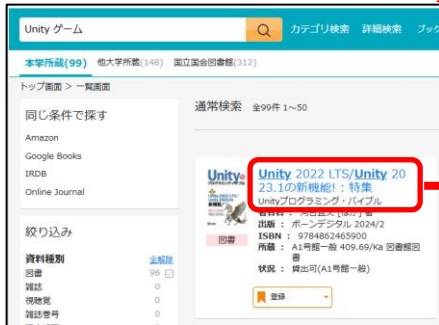 Unity ゲーム
カテゴリ検索 詳細検索 ブック
本学所蔵(99) 他大学所蔵(148) 国立国会図書館(312)
トップ画面 > 一覧画面
同じ条件で探す
Amazon
Google Books
IRDB
Online Journal
絞り込み
資料種別 全解除
図書 96
雑誌 0
視聴覚 0
雑誌巻号 0
通常検索 全99件 1~50
Unity 2022 LTS/Unity 20
23.1の新機能! : 特集
Unityプログラミング・バイブル
出版 : ボーンデジタル 2024/2
ISBN : 9784862465900
所蔵 : A1号館一般 409.69/Ka 図書館図
書
状況 : 貸出可(A1号館一般)
図書
登録